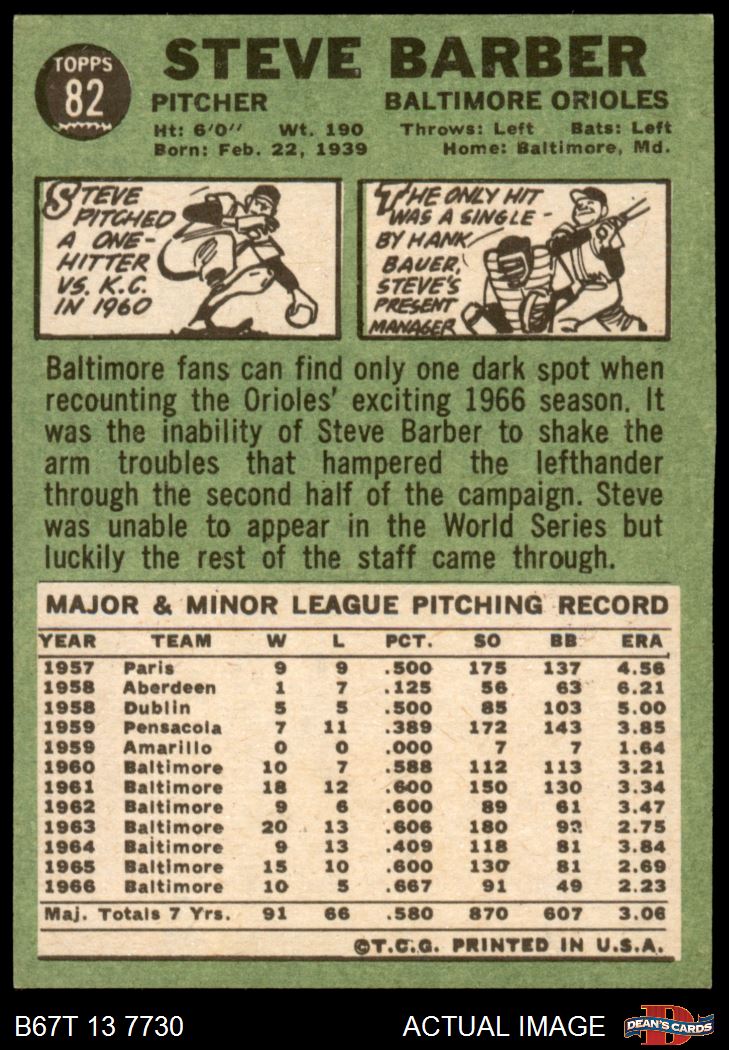 TOPPS
82
STEVE BARBER
PITCHER BALTIMORE ORIOLES
Ht: 6'0" Wt. 190 Throws: Left Bats: Left
Born: Feb. 22, 1939 Home: Baltimore, Md.
STEVE
PITCHED
A ONE-
HITTER
VS. K.C.
IN 1960
THE ONLY HIT
WAS A SINGLE -
BY HANK
BAUER,
STEVE'S
PRESENT
MANAGER
Baltimore fans can find only one dark spot when
recounting the Orioles' exciting 1966 season. It
was the inability of Steve Barber to shake the
arm troubles that hampered the lefthander
through the second half of the campaign. Steve
was unable to appear in the World Series but
luckily the rest of the staff came through.
MAJOR & MINOR LEAGUE PITCHING RECORD
YEAR TEAM W L PCT. SO BB ERA
1957 Paris 9 9 .500 175 137 4.56
1958 Aberdeen 1 7 .125 56 63 6.21
1958 Dublin 5 5 .500 85 103 5.00
1959 Pensacola 7 11 .389 172 143 3.85
1959 Amarillo 0 0 .000 7 7 1.64
1960 Baltimore 10 7 .588 112 113 3.21
1961 Baltimore 18 12 .600 150 130 3.34
1962 Baltimore 9 6 .600 89 61 3.47
1963 Baltimore 20 13 .606 180 92 2.75
1964 Baltimore 9 13 .409 118 81 3.84
1965 Baltimore 15 10 .600 130 81 2.69
1966 Baltimore 10 5 .667 91 49 2.23
Maj. Totals 7 Yrs. 91 66 .580 870 607 3.06
©T.C.G. PRINTED IN U.S.A.
B67T 13 7730 ACTUAL IMAGE
D
DEAN'S CARDS